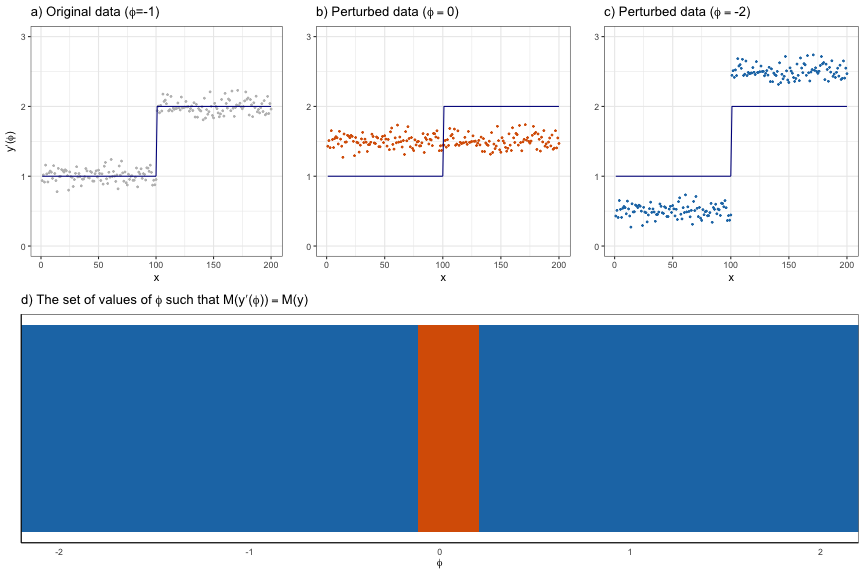 a) Original data (ϕ=-1)
b) Perturbed data (ϕ = 0)
c) Perturbed data (ϕ = -2)
y′(ϕ)
3
2
1
0
0 50 100 150 200
x
3
2
1
0
0 50 100 150 200
x
3
2
1
0
0 50 100 150 200
x
d) The set of values of ϕ such that M(y′(ϕ)) = M(y)
-2 -1 0 1 2
ϕ